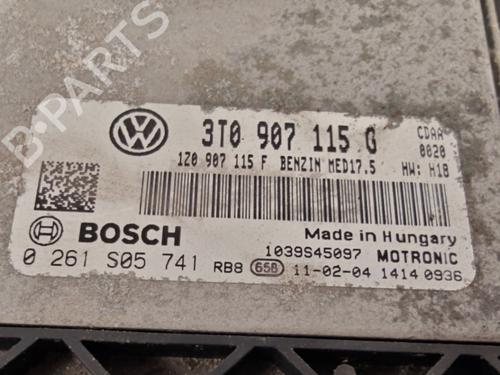 B-PARTS
3T0 907 115 G
CDAA
0020
1Z0 907 115 F BENZIN MED17.5
HW: H18
BOSCH
Made in Hungary
1039S45097 MOTRONIC
0 261 S05 741
RB8 658 11-02-04 1414 0936